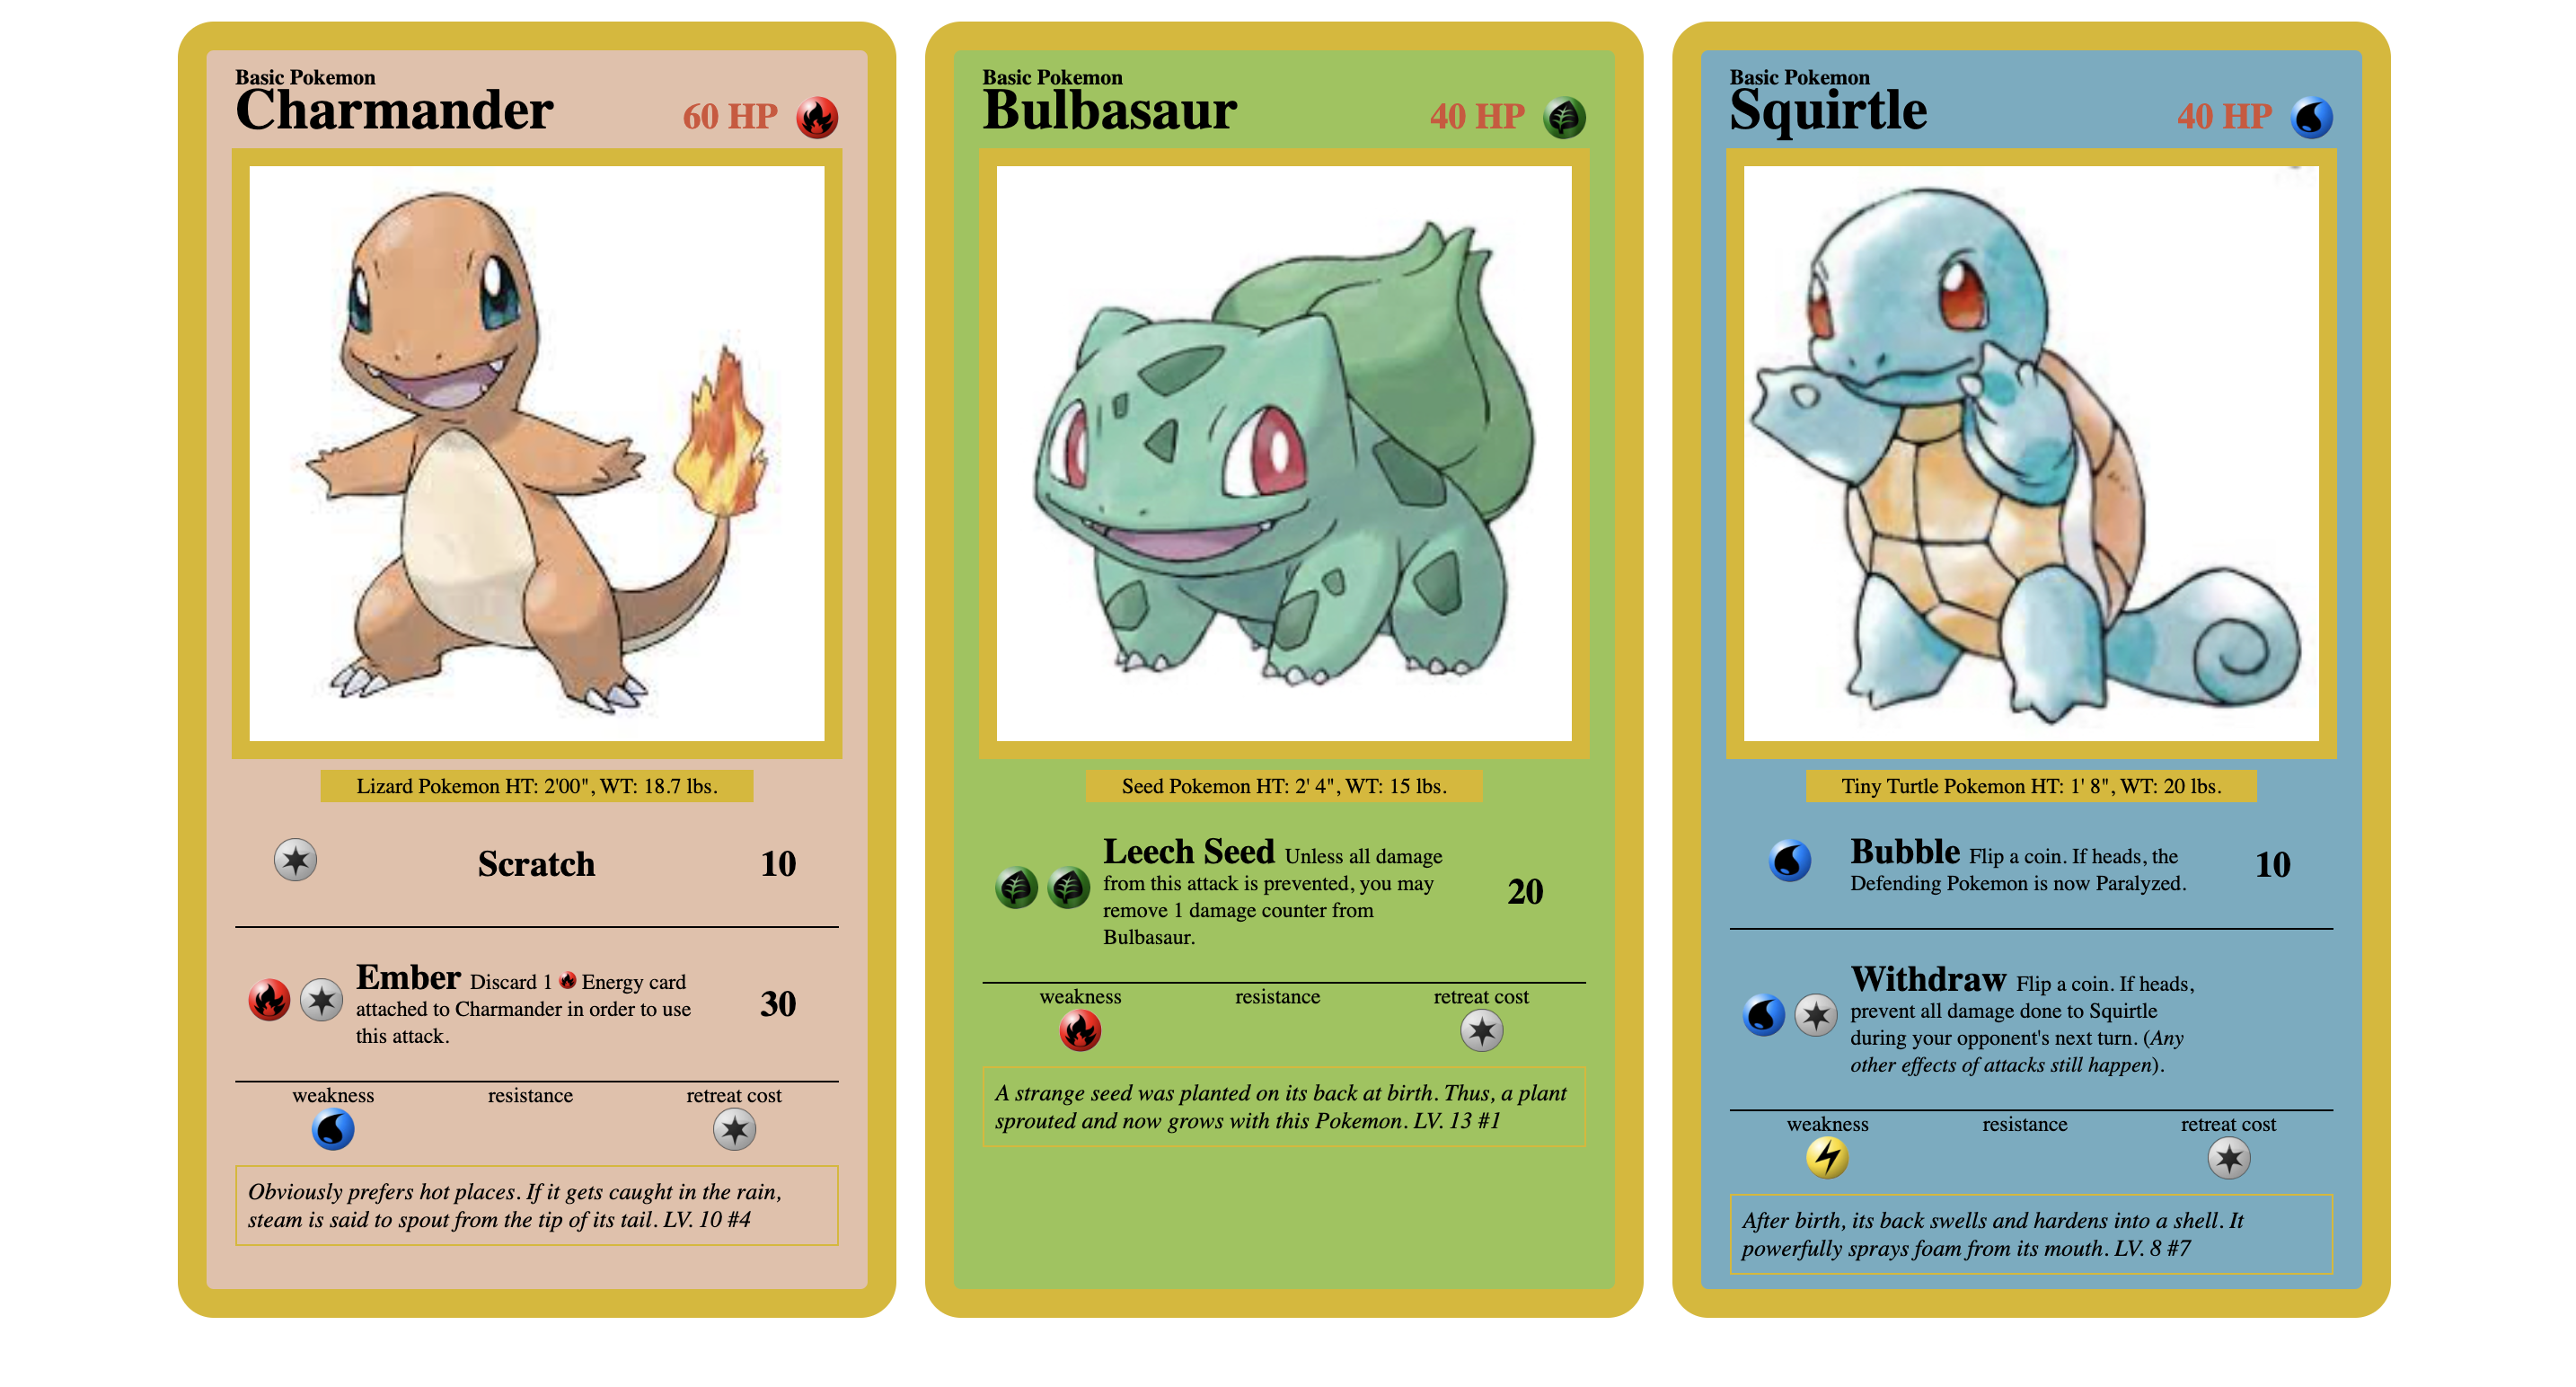 Basic Pokemon
Charmander
60 HP
Lizard Pokemon HT: 2'00", WT: 18.7 lbs.
Scratch
10
Ember Discard 1 Energy card
attached to Charmander in order to use
this attack.
30
weakness
resistance
retreat cost
Obviously prefers hot places. If it gets caught in the rain,
steam is said to spout from the tip of its tail. LV. 10 #4
Basic Pokemon
Bulbasaur
40 HP
Seed Pokemon HT: 2' 4", WT: 15 lbs.
Leech Seed Unless all damage
from this attack is prevented, you may
remove 1 damage counter from
Bulbasaur.
20
weakness
resistance
retreat cost
A strange seed was planted on its back at birth. Thus, a plant
sprouted and now grows with this Pokemon. LV. 13 #1
Basic Pokemon
Squirtle
40 HP
Tiny Turtle Pokemon HT: 1' 8", WT: 20 lbs.
Bubble Flip a coin. If heads, the
Defending Pokemon is now Paralyzed.
10
Withdraw Flip a coin. If heads,
prevent all damage done to Squirtle
during your opponent's next turn. (Any
other effects of attacks still happen).
weakness
resistance
retreat cost
After birth, its back swells and hardens into a shell. It
powerfully sprays foam from its mouth. LV. 8 #7